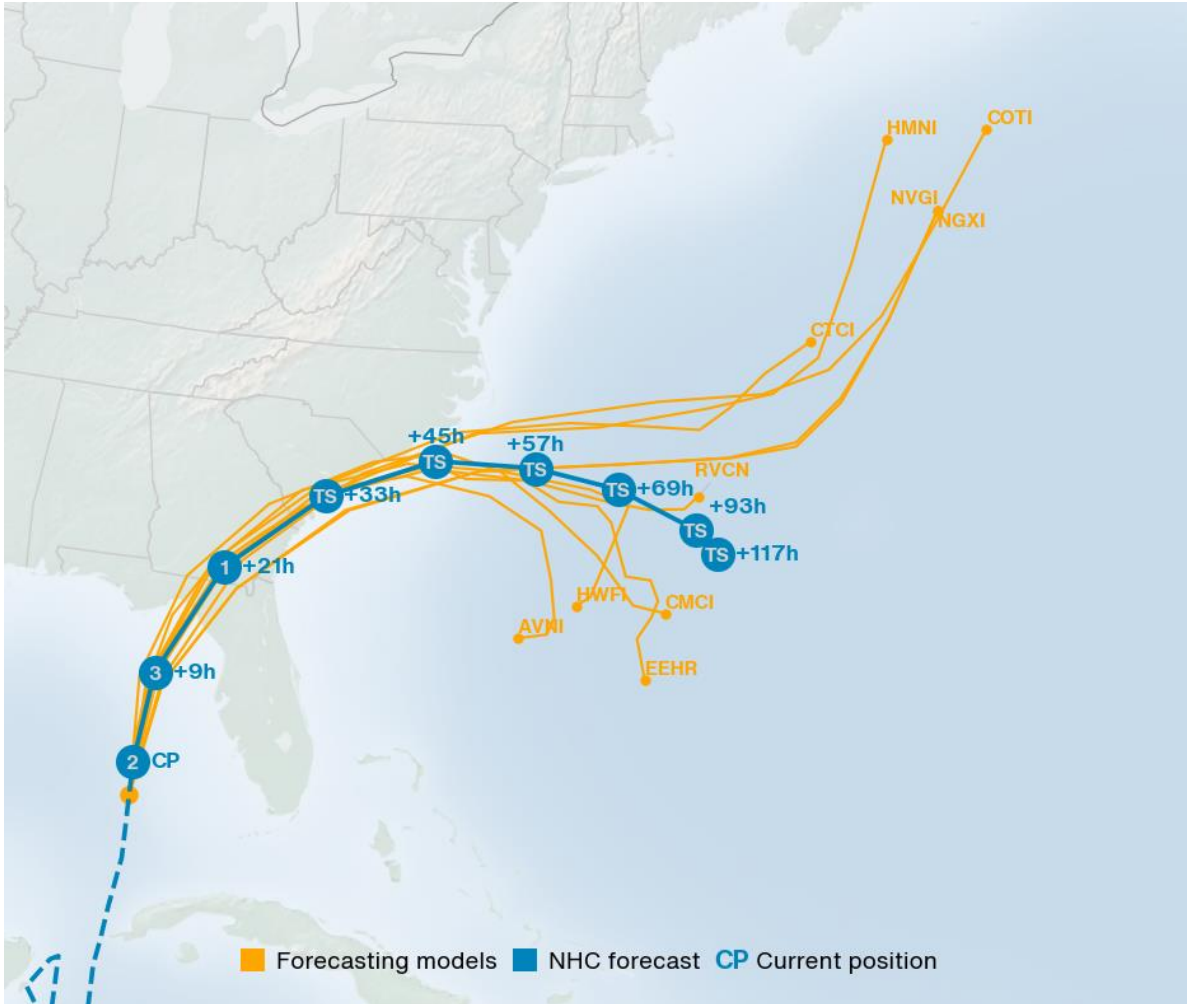 COTI
HMNI
NVGI
NGXI
CTCI
+45h
+57h
TS
TS
RVCN
+69h
TS
+33h
TS
+93h
TS
+117h
TS
1
+21h
HWFI
CMCI
AVNI
EEHR
3
+9h
2
CP
Forecasting models NHC forecast CP Current position